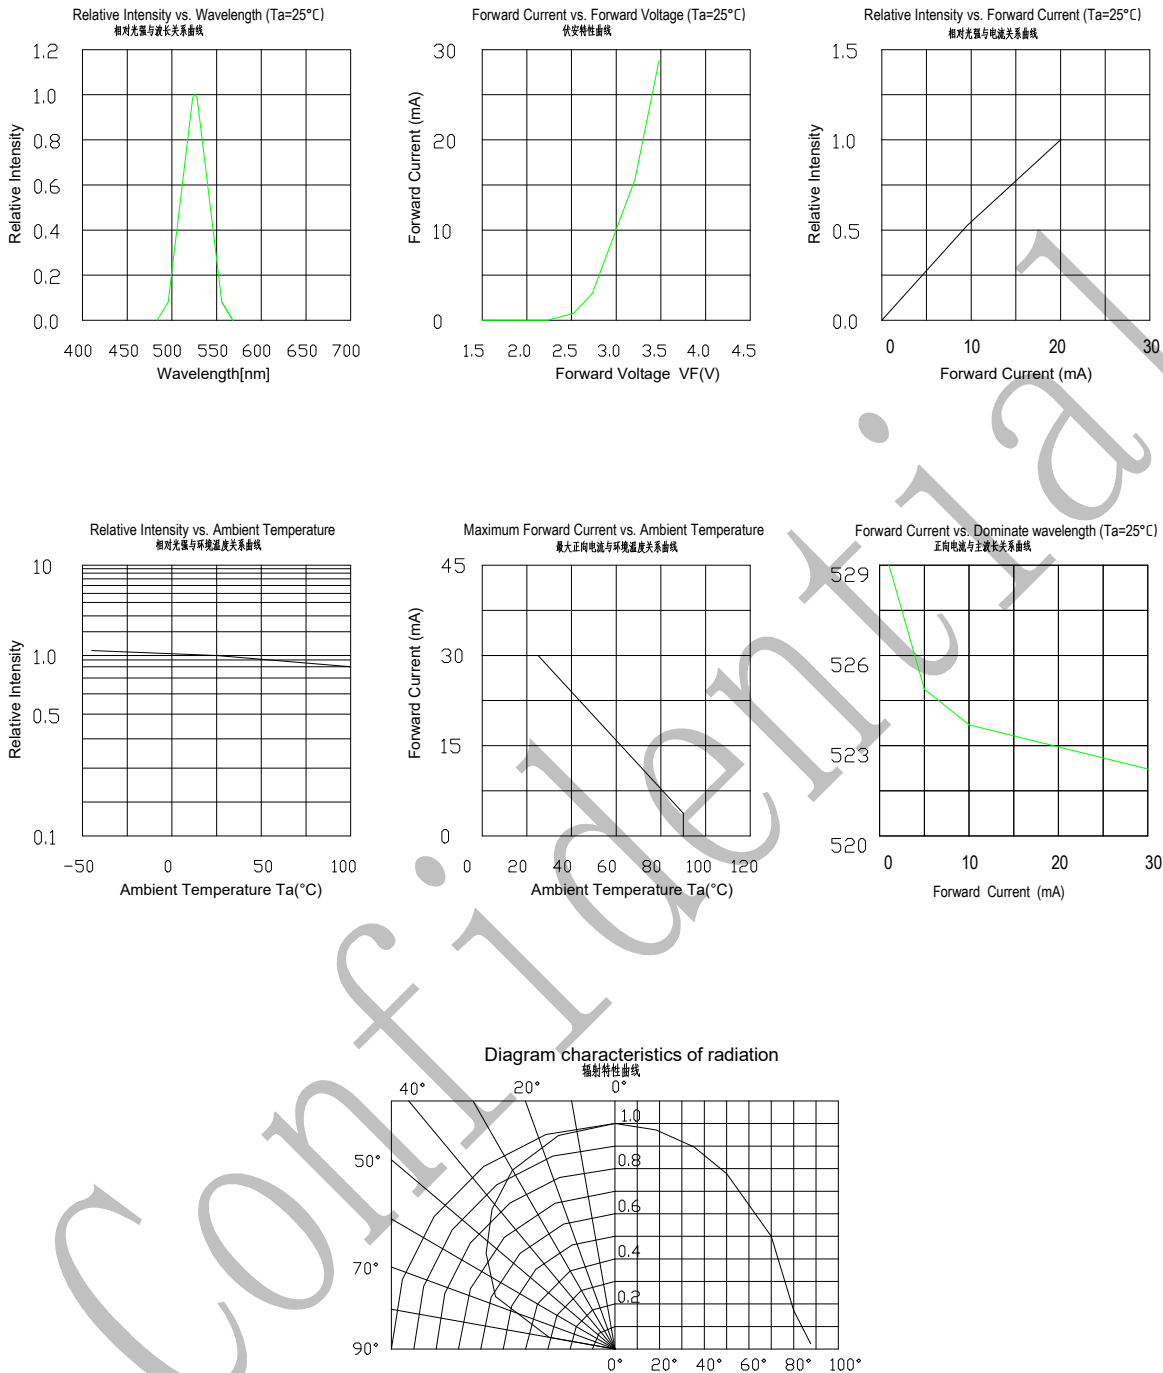 Relative Intensity vs. Wavelength (Ta=25℃)
相对光强与波长关系曲线
1.2
1.0
0.8
0.6
0.4
0.2
0.0
Relative Intensity
400 450 500 550 600 650 700
Wavelength[nm]
Forward Current vs. Forward Voltage (Ta=25℃)
伏安特性曲线
30
20
10
0
Forward Current (mA)
1.5 2.0 2.5 3.0 3.5 4.0 4.5
Forward Voltage VF(V)
Relative Intensity vs. Forward Current (Ta=25℃)
相对光强与电流关系曲线
1.5
1.0
0.5
0.0
Relative Intensity
0 10 20 30
Forward Current (mA)
Relative Intensity vs. Ambient Temperature
相对光强与环境温度关系曲线
10
1.0
0.5
0.1
Relative Intensity
-50 0 50 100
Ambient Temperature Ta(°C)
Maximum Forward Current vs. Ambient Temperature
最大正向电流与环境温度关系曲线
45
30
15
0
Forward Current (mA)
0 20 40 60 80 100 120
Ambient Temperature Ta(°C)
Forward Current vs. Dominate wavelength (Ta=25℃)
正向电流与主波长关系曲线
529
526
523
520
0 10 20 30
Forward Current (mA)
Diagram characteristics of radiation
辐射特性曲线
40° 20° 0°
50°
70°
90°
1.0
0.8
0.6
0.4
0.2
0° 20° 40° 60° 80° 100°
Confidential